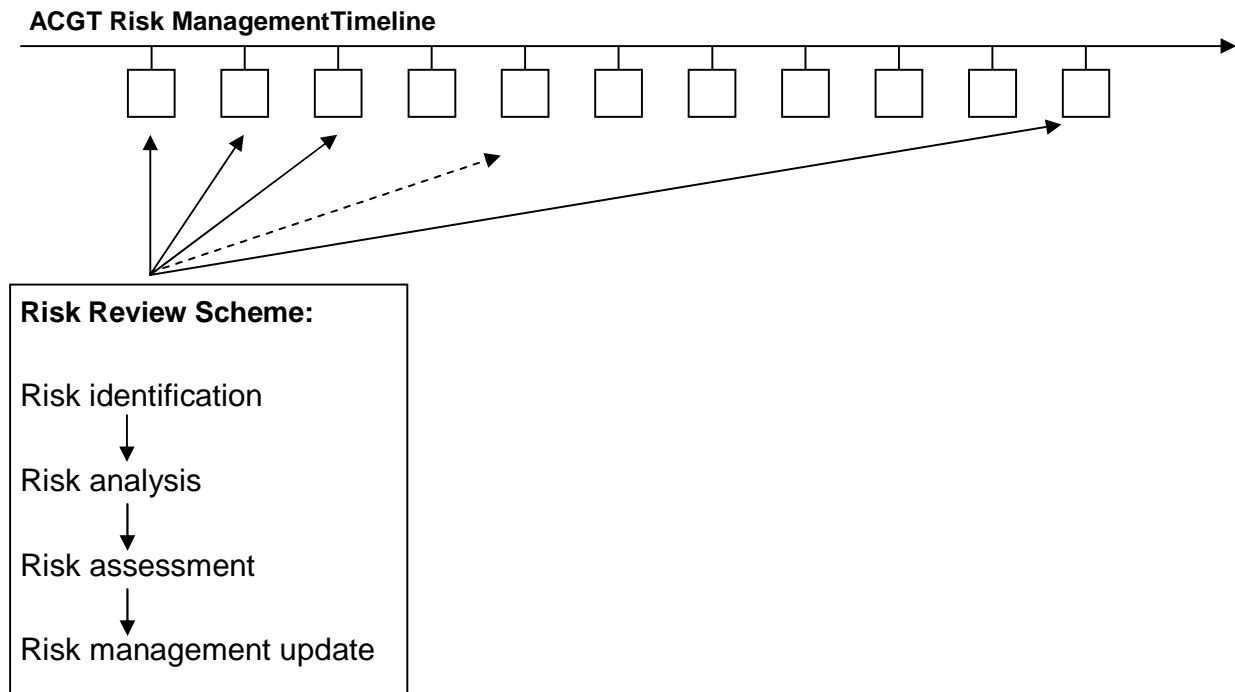 ACGT Risk ManagementTimeline
Risk Review Scheme:
Risk identification
Risk analysis
Risk assessment
Risk management update